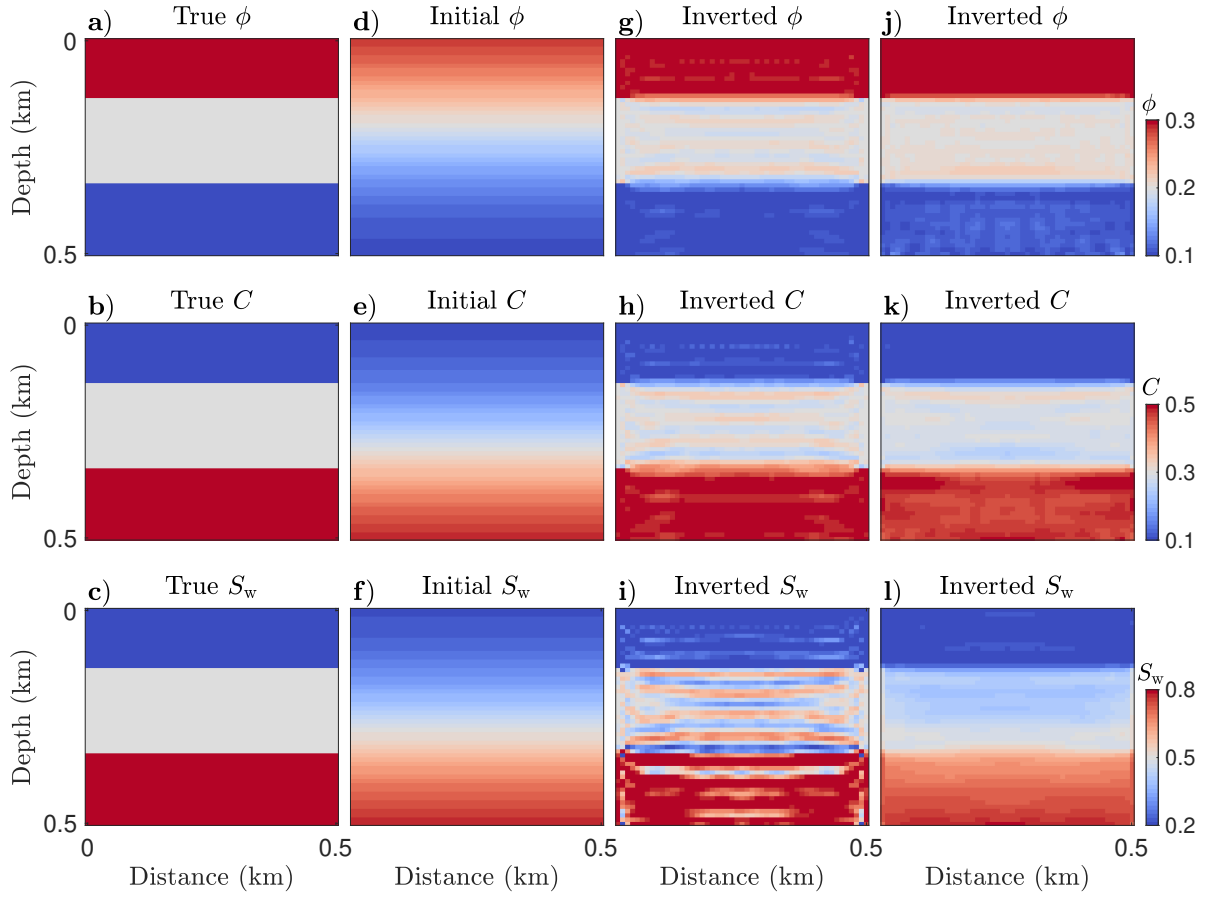 a) True ϕ
d) Initial ϕ
g) Inverted ϕ
j) Inverted ϕ
0
Depth (km)
0.5
ϕ
0.3
0.2
0.1
b) True C
e) Initial C
h) Inverted C
k) Inverted C
0
Depth (km)
0.5
C
0.5
0.3
0.1
c) True Sw
f) Initial Sw
i) Inverted Sw
l) Inverted Sw
0
Depth (km)
0.5
Sw
0.8
0.5
0.2
0 0.5 0.5 0.5
Distance (km) Distance (km) Distance (km) Distance (km)